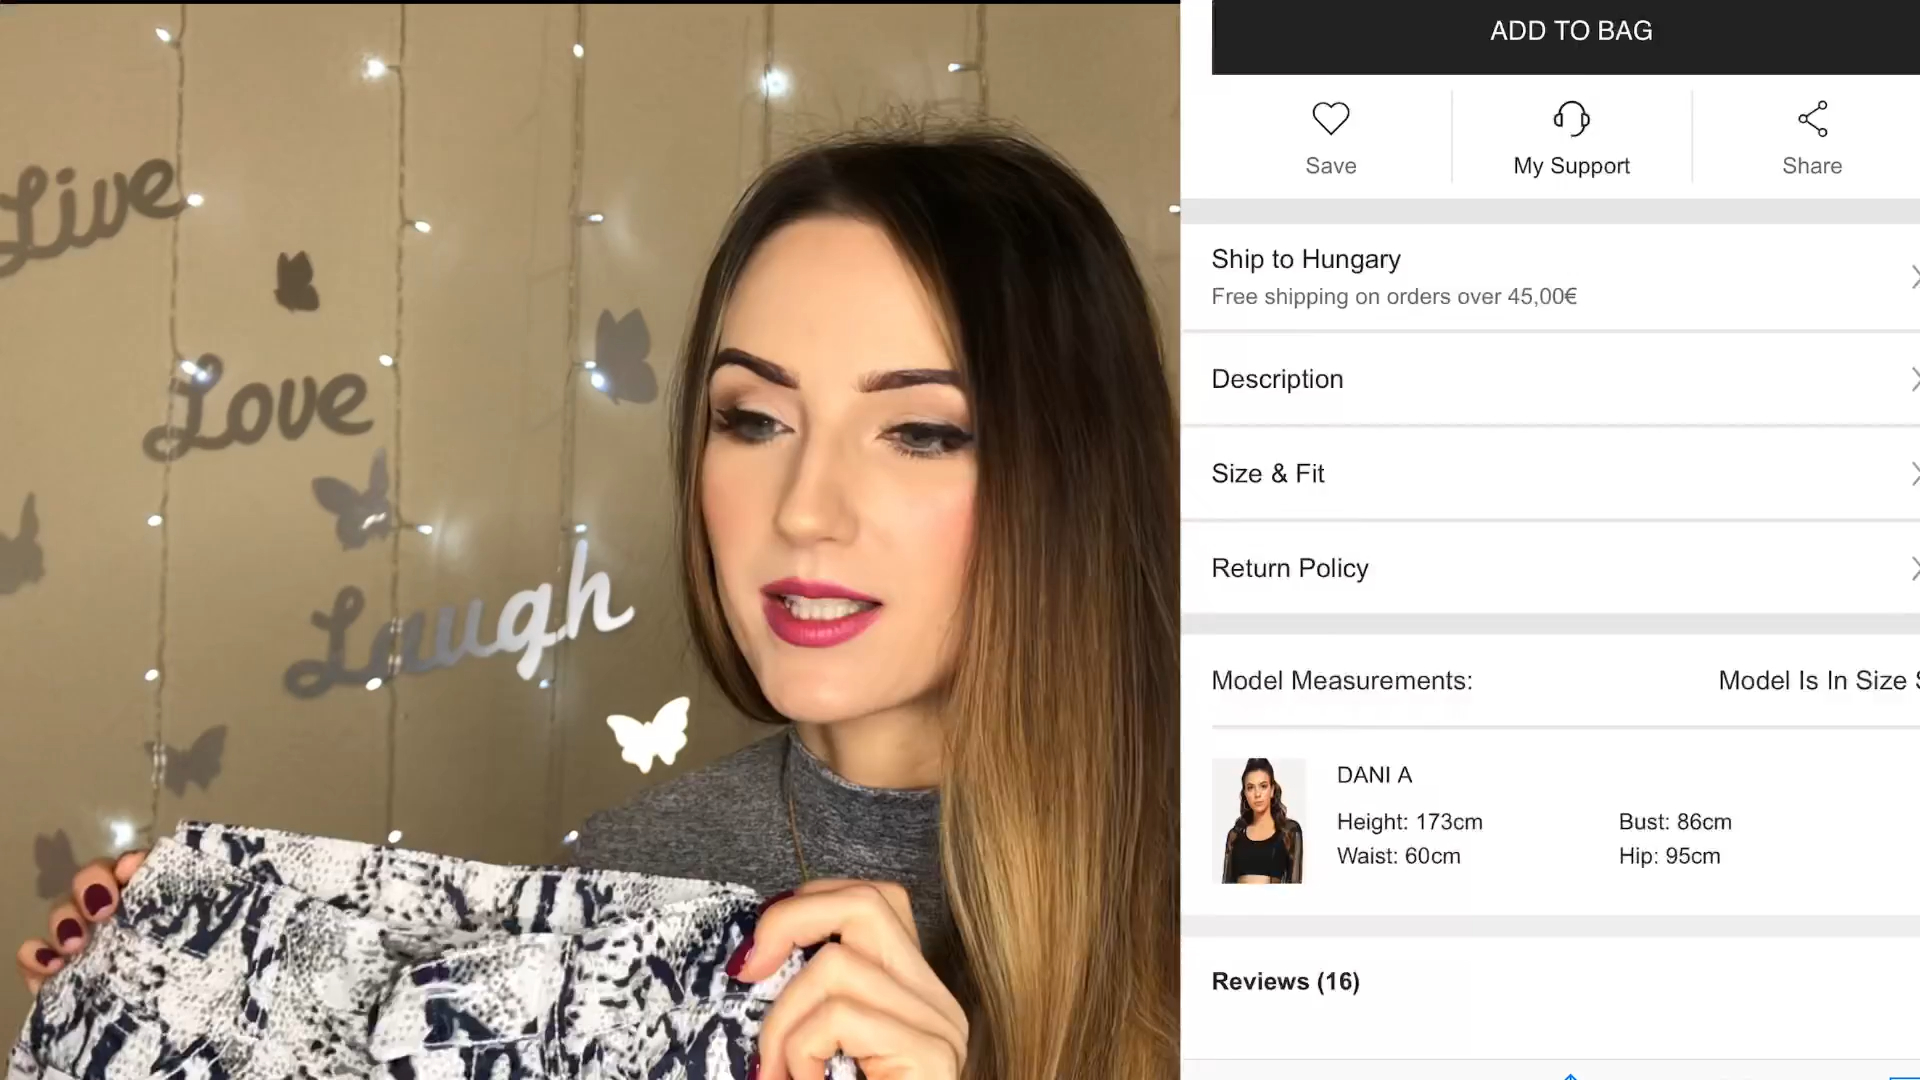 Live
Love
Laugh
ADD TO BAG
Save
My Support
Share
Ship to Hungary
Free shipping on orders over 45,00€
Description
Size & Fit
Return Policy
Model Measurements:
Model Is In Size
DANI A
Height: 173cm
Bust: 86cm
Waist: 60cm
Hip: 95cm
Reviews (16)